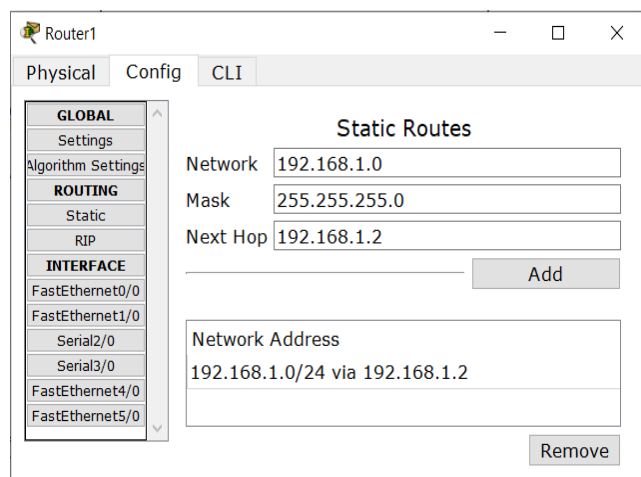 Router1
Physical Config CLI
GLOBAL
Settings
Algorithm Settings
ROUTING
Static
RIP
INTERFACE
FastEthernet0/0
FastEthernet1/0
Serial2/0
Serial3/0
FastEthernet4/0
FastEthernet5/0
Static Routes
Network 192.168.1.0
Mask 255.255.255.0
Next Hop 192.168.1.2
Add
Network Address
192.168.1.0/24 via 192.168.1.2
Remove